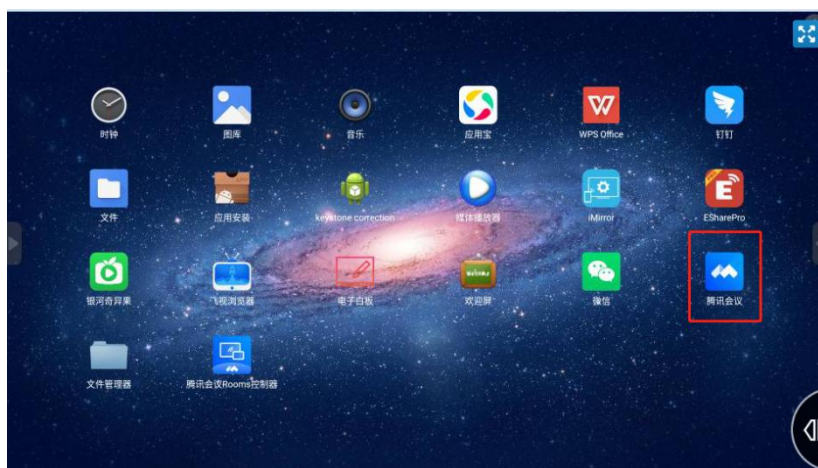 时钟
图库
音乐
应用宝
WPS Office
钉钉
文件
应用安装
keystone correction
媒体播放器
iMirror
ESharePro
银河奇异果
飞视浏览器
电子白板
Welcome
欢迎屏
微信
腾讯会议
文件管理器
腾讯会议Rooms控制器